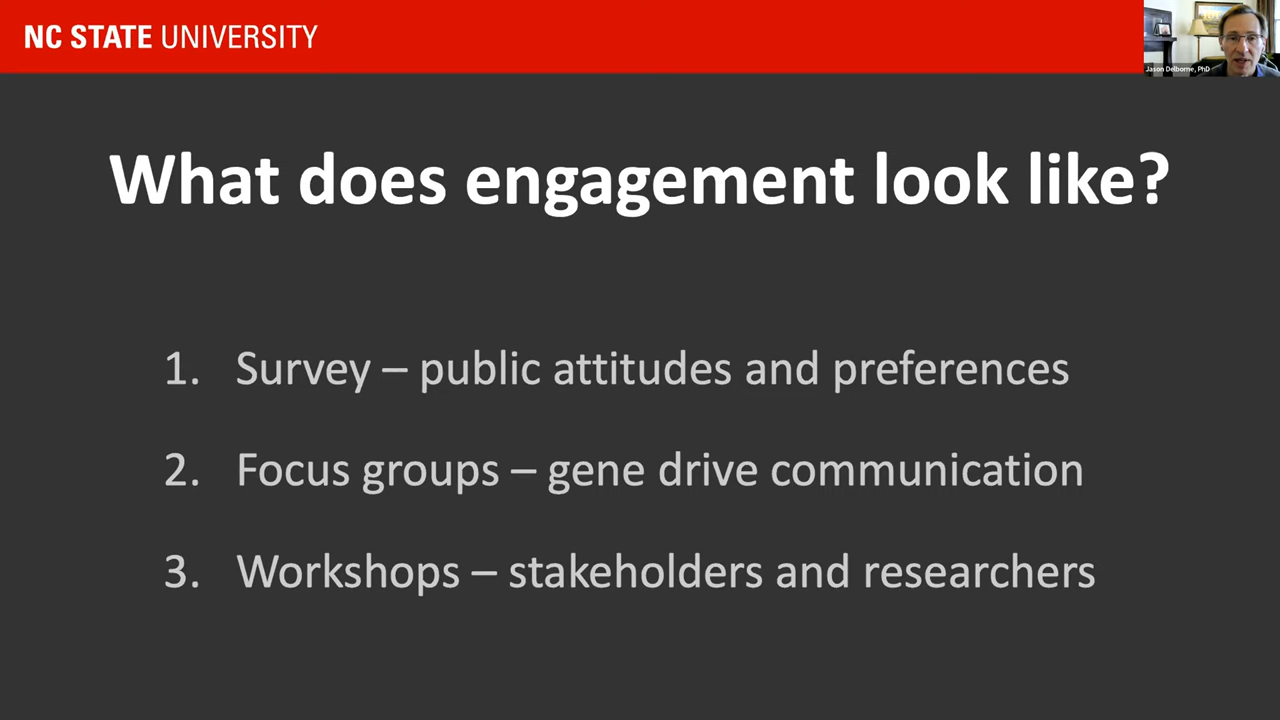 NC STATE UNIVERSITY
Jason Delborne, PhD
What does engagement look like?
1. Survey – public attitudes and preferences
2. Focus groups – gene drive communication
3. Workshops – stakeholders and researchers